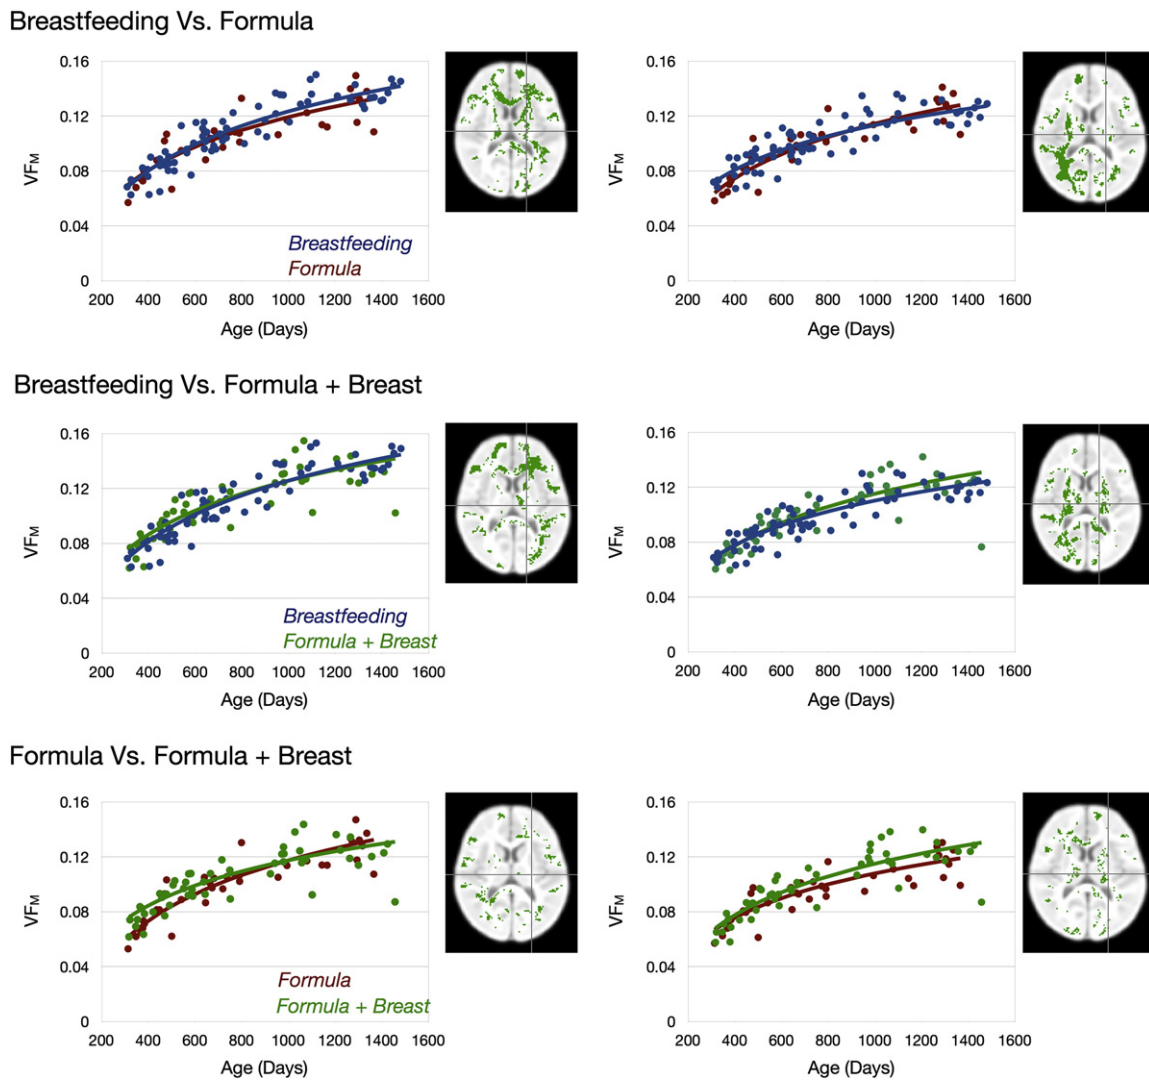 Breastfeeding Vs. Formula
0.16
0.12
0.08
0.04
0
VFM
Breastfeeding
Formula
200 400 600 800 1000 1200 1400 1600
Age (Days)
0.16
0.12
0.08
0.04
0
VFM
200 400 600 800 1000 1200 1400 1600
Age (Days)
Breastfeeding Vs. Formula + Breast
0.16
0.12
0.08
0.04
0
VFM
Breastfeeding
Formula + Breast
200 400 600 800 1000 1200 1400 1600
Age (Days)
0.16
0.12
0.08
0.04
0
VFM
200 400 600 800 1000 1200 1400 1600
Age (Days)
Formula Vs. Formula + Breast
0.16
0.12
0.08
0.04
0
VFM
Formula
Formula + Breast
200 400 600 800 1000 1200 1400 1600
Age (Days)
0.16
0.12
0.08
0.04
0
VFM
200 400 600 800 1000 1200 1400 1600
Age (Days)